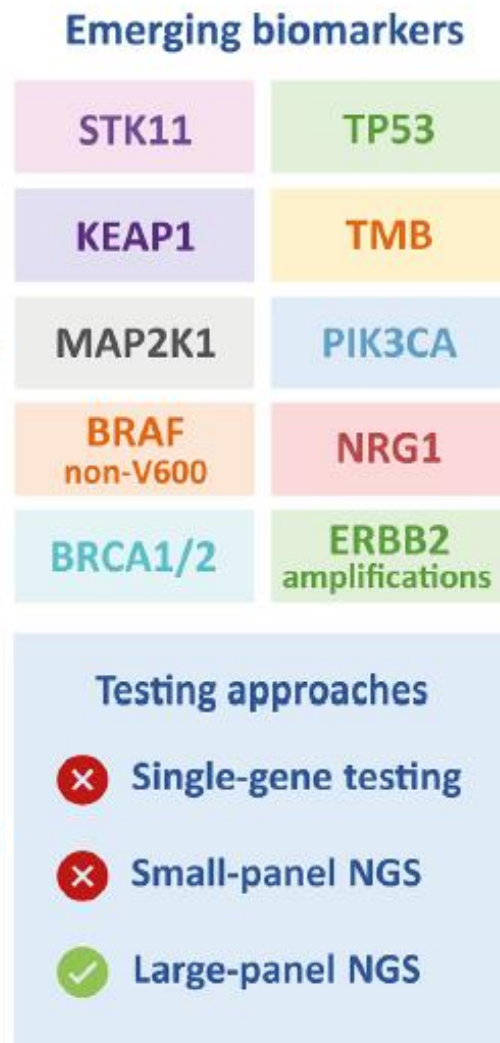 Emerging biomarkers
STK11
TP53
KEAP1
TMB
MAP2K1
PIK3CA
BRAF
non-V600
NRG1
BRCA1/2
ERBB2
amplifications
Testing approaches
Single-gene testing
Small-panel NGS
Large-panel NGS